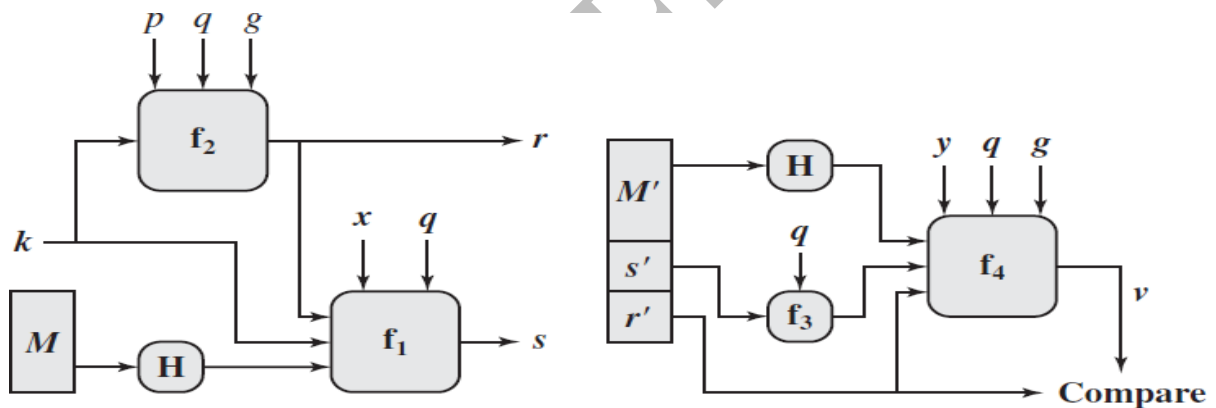 p q g
f₂
r
x q
k
f₁
M
H
s
y q g
M′
H
q
s′
f₄
f₃
v
r′
Compare